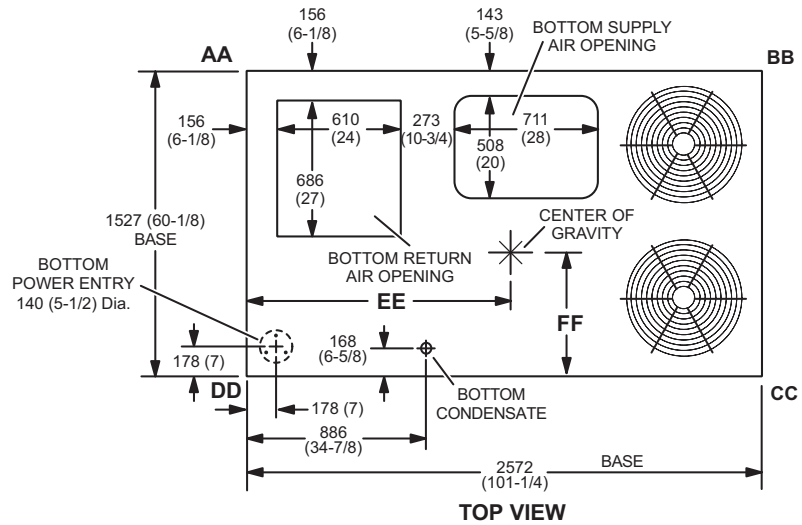 156
(6-1/8)
143
(5-5/8)
BOTTOM SUPPLY
AIR OPENING
AA
BB
156
(6-1/8)
610
(24)
273
(10-3/4)
711
(28)
508
(20)
686
(27)
1527 (60-1/8)
BASE
CENTER OF
GRAVITY
BOTTOM RETURN
AIR OPENING
BOTTOM
POWER ENTRY
140 (5-1/2) Dia.
EE
FF
168
(6-5/8)
178 (7)
DD
178 (7)
BOTTOM
CONDENSATE
CC
886
(34-7/8)
2572
(101-1/4)
BASE
TOP VIEW